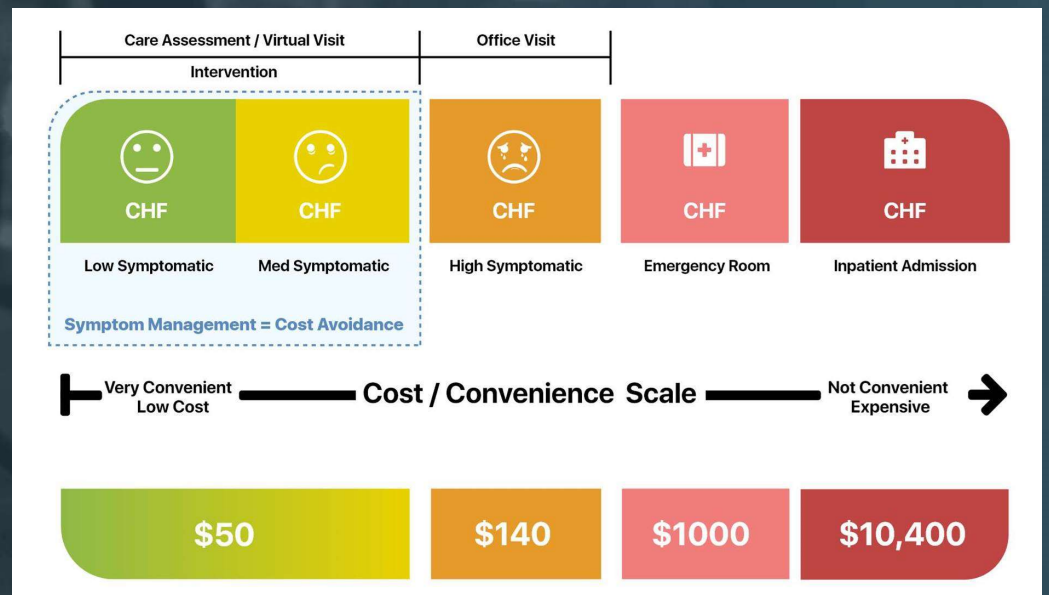 Care Assessment / Virtual Visit
Office Visit
Intervention
CHF
CHF
CHF
CHF
CHF
Low Symptomatic
Med Symptomatic
High Symptomatic
Emergency Room
Inpatient Admission
Symptom Management = Cost Avoidance
Very Convenient
Low Cost
Cost / Convenience Scale
Not Convenient
Expensive
$50
$140
$1000
$10,400